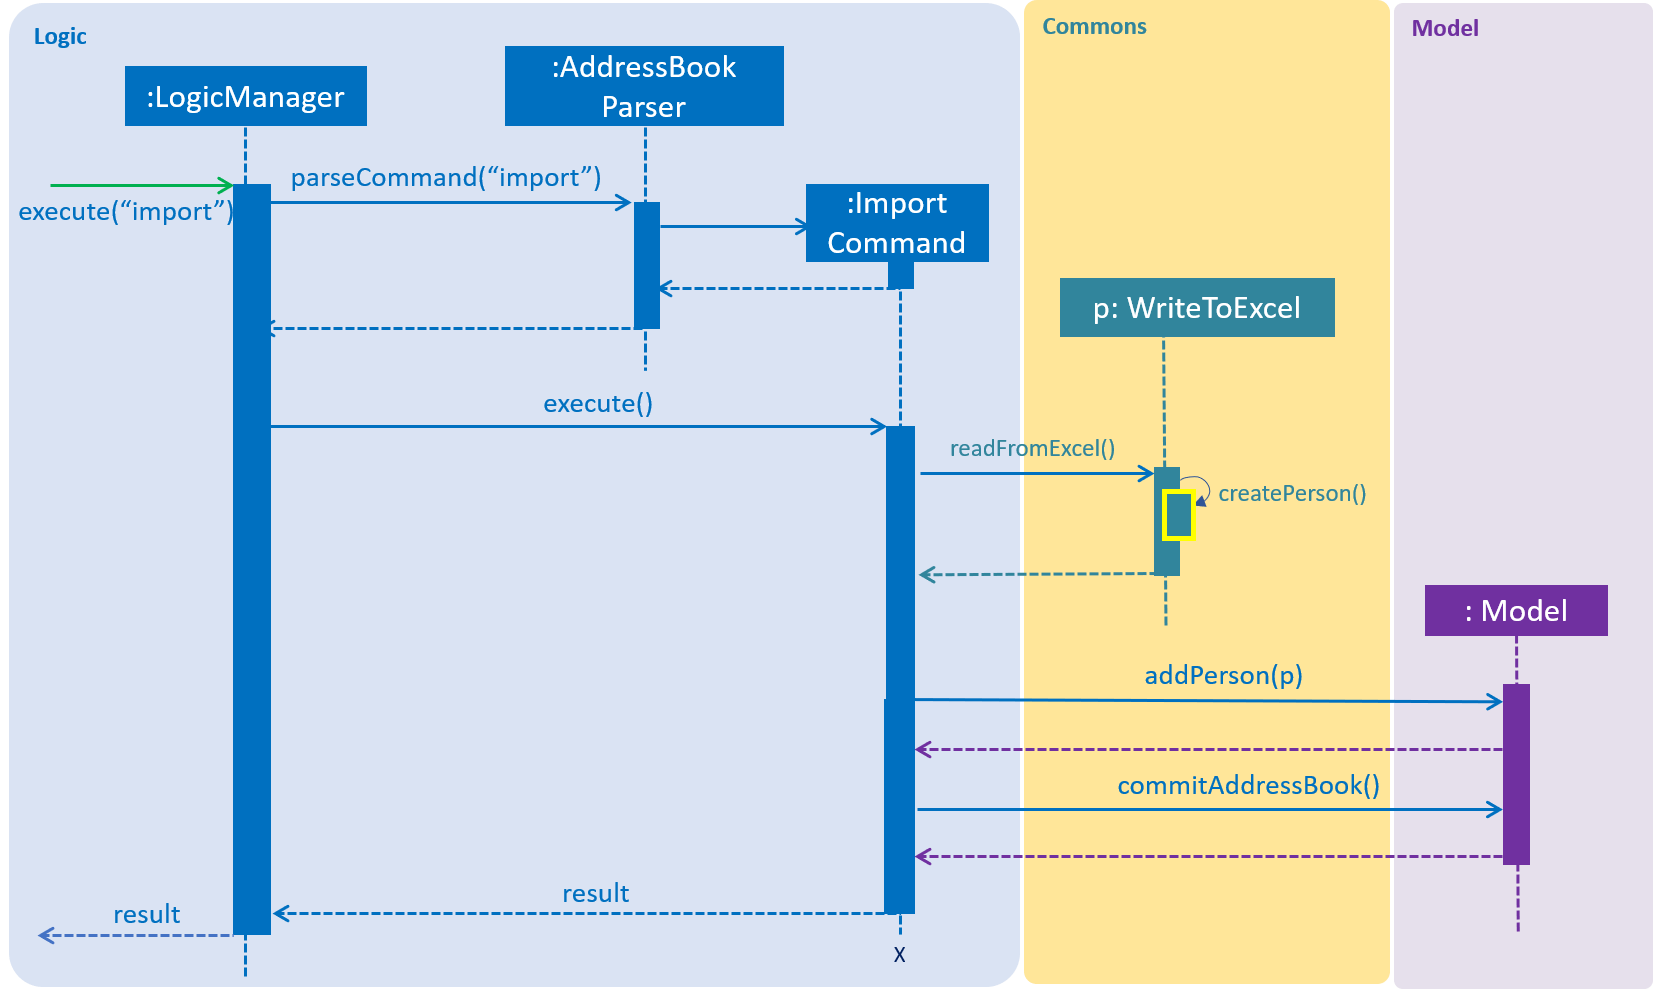 Logic
Commons
Model
:LogicManager
:AddressBook
Parser
parseCommand(“import”)
execute(“import”)
:Import
Command
p: WriteToExcel
execute()
readFromExcel()
createPerson()
: Model
addPerson(p)
commitAddressBook()
result
result
X